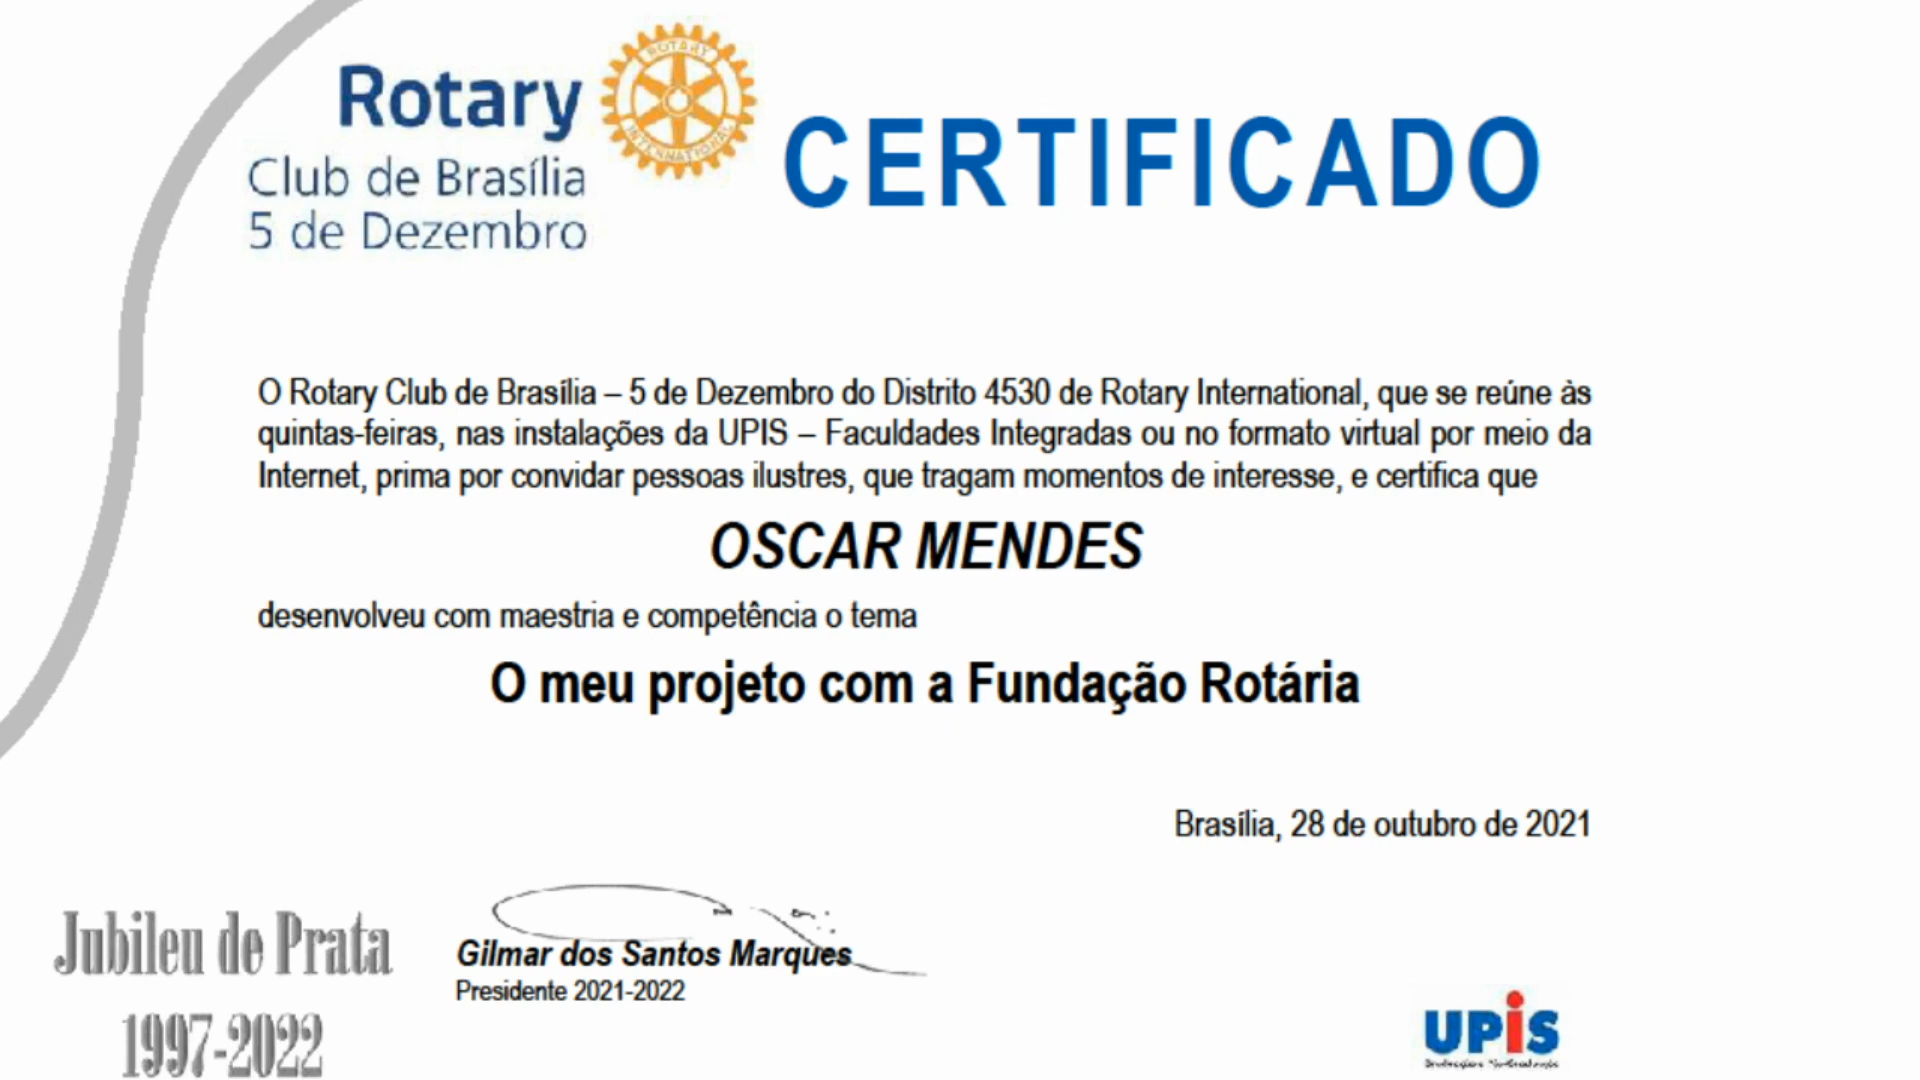 Rotary
ROTARY
INTERNATIONAL
Club de Brasília
5 de Dezembro
CERTIFICADO
O Rotary Club de Brasília – 5 de Dezembro do Distrito 4530 de Rotary International, que se reúne às
quintas-feiras, nas instalações da UPIS – Faculdades Integradas ou no formato virtual por meio da
Internet, prima por convidar pessoas ilustres, que tragam momentos de interesse, e certifica que
OSCAR MENDES
desenvolveu com maestria e competência o tema
O meu projeto com a Fundação Rotária
Brasília, 28 de outubro de 2021
Jubileu de Prata
1997-2022
Gilmar dos Santos Marques
Presidente 2021-2022
UPiS